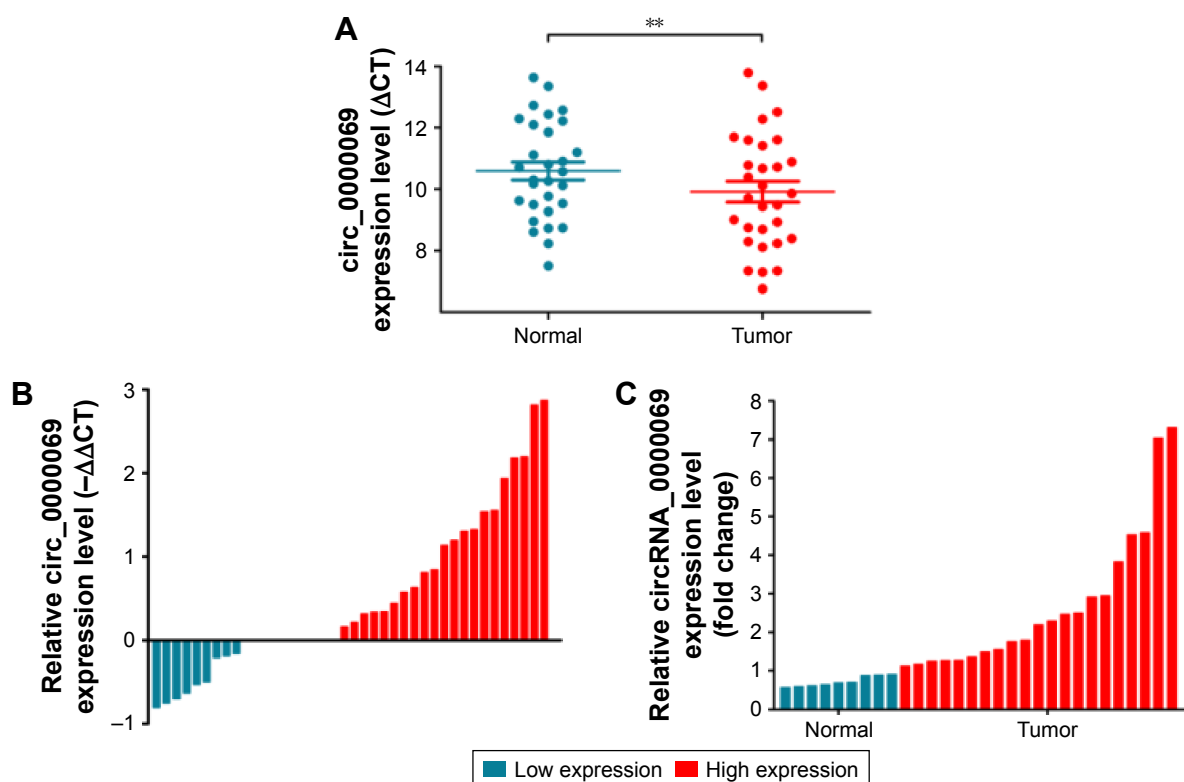 A
**
circ_0000069
expression level (ΔCT)
14
12
10
8
Normal
Tumor
B
Relative circ_0000069
expression level (–ΔΔCT)
3
2
1
0
–1
C
Relative circRNA_0000069
expression level
(fold change)
8
7
6
5
4
3
2
1
0
Normal
Tumor
Low expression
High expression